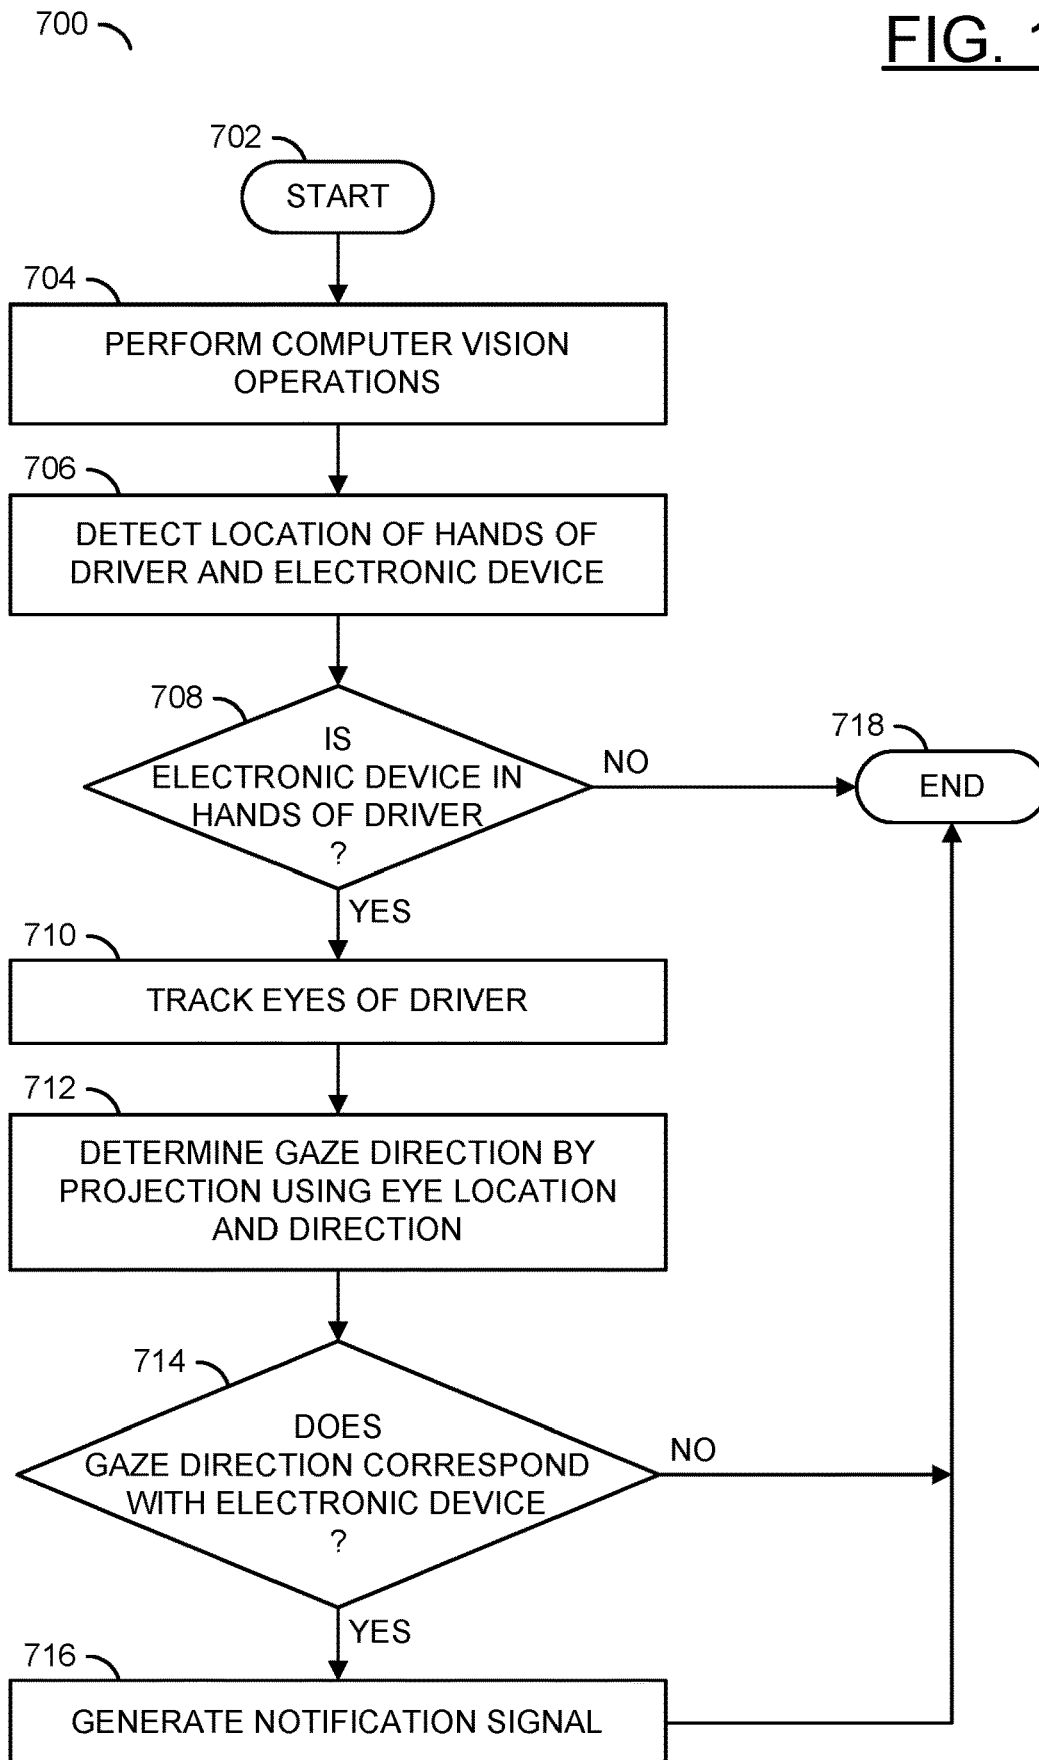 700
FIG. 1
702
START
704
PERFORM COMPUTER VISION
OPERATIONS
706
DETECT LOCATION OF HANDS OF
DRIVER AND ELECTRONIC DEVICE
708
IS
ELECTRONIC DEVICE IN
HANDS OF DRIVER
?
NO
718
END
YES
710
TRACK EYES OF DRIVER
712
DETERMINE GAZE DIRECTION BY
PROJECTION USING EYE LOCATION
AND DIRECTION
714
DOES
GAZE DIRECTION CORRESPOND
WITH ELECTRONIC DEVICE
?
NO
YES
716
GENERATE NOTIFICATION SIGNAL